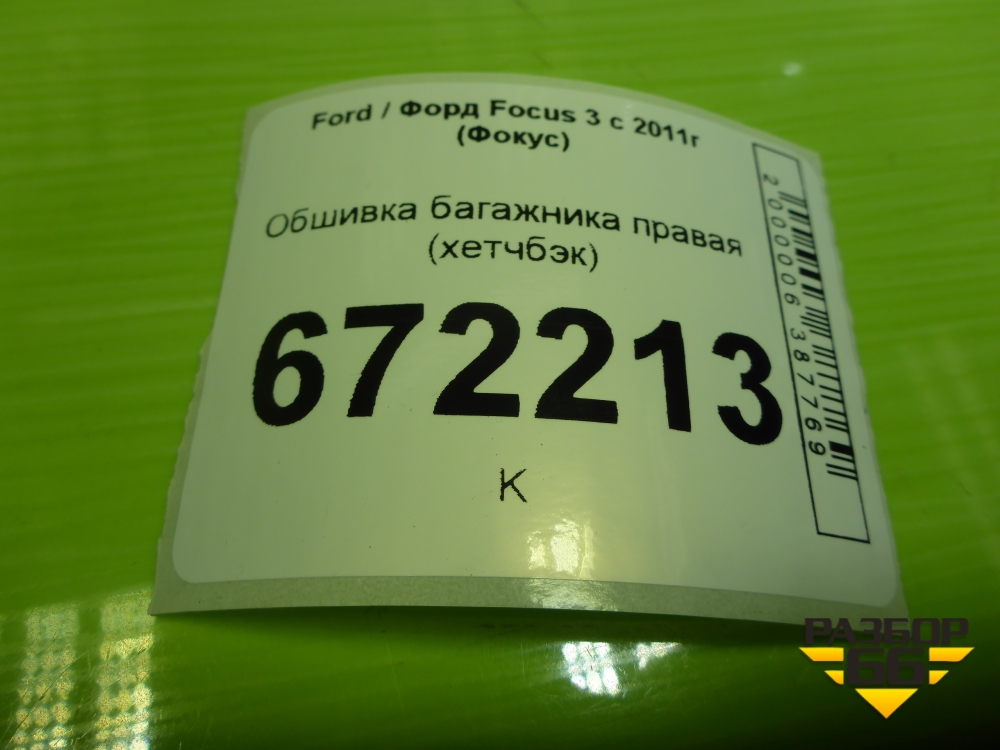 Ford / Форд Focus 3 с 2011г
(Фокус)
Обшивка багажника правая
(хетчбэк)
672213
К
2000006387769
РАЗБОР
66